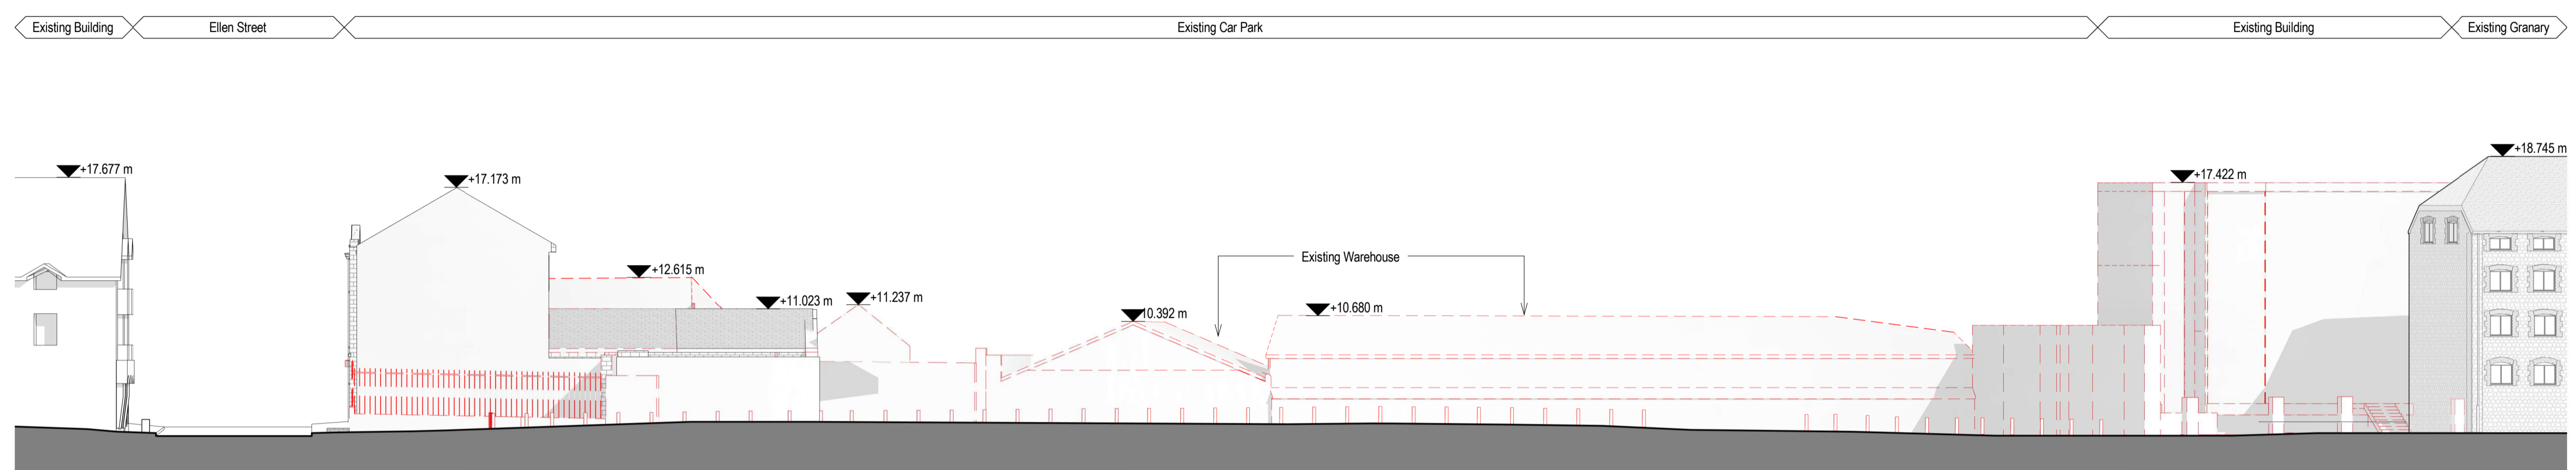 Existing Building
Ellen Street
Existing Car Park
Existing Building
Existing Granary
+18.745 m
+17.677 m
+17.422 m
+17.173 m
+12.615 m
Existing Warehouse
+11.023 m
+11.237 m
+10.680 m
10.392 m